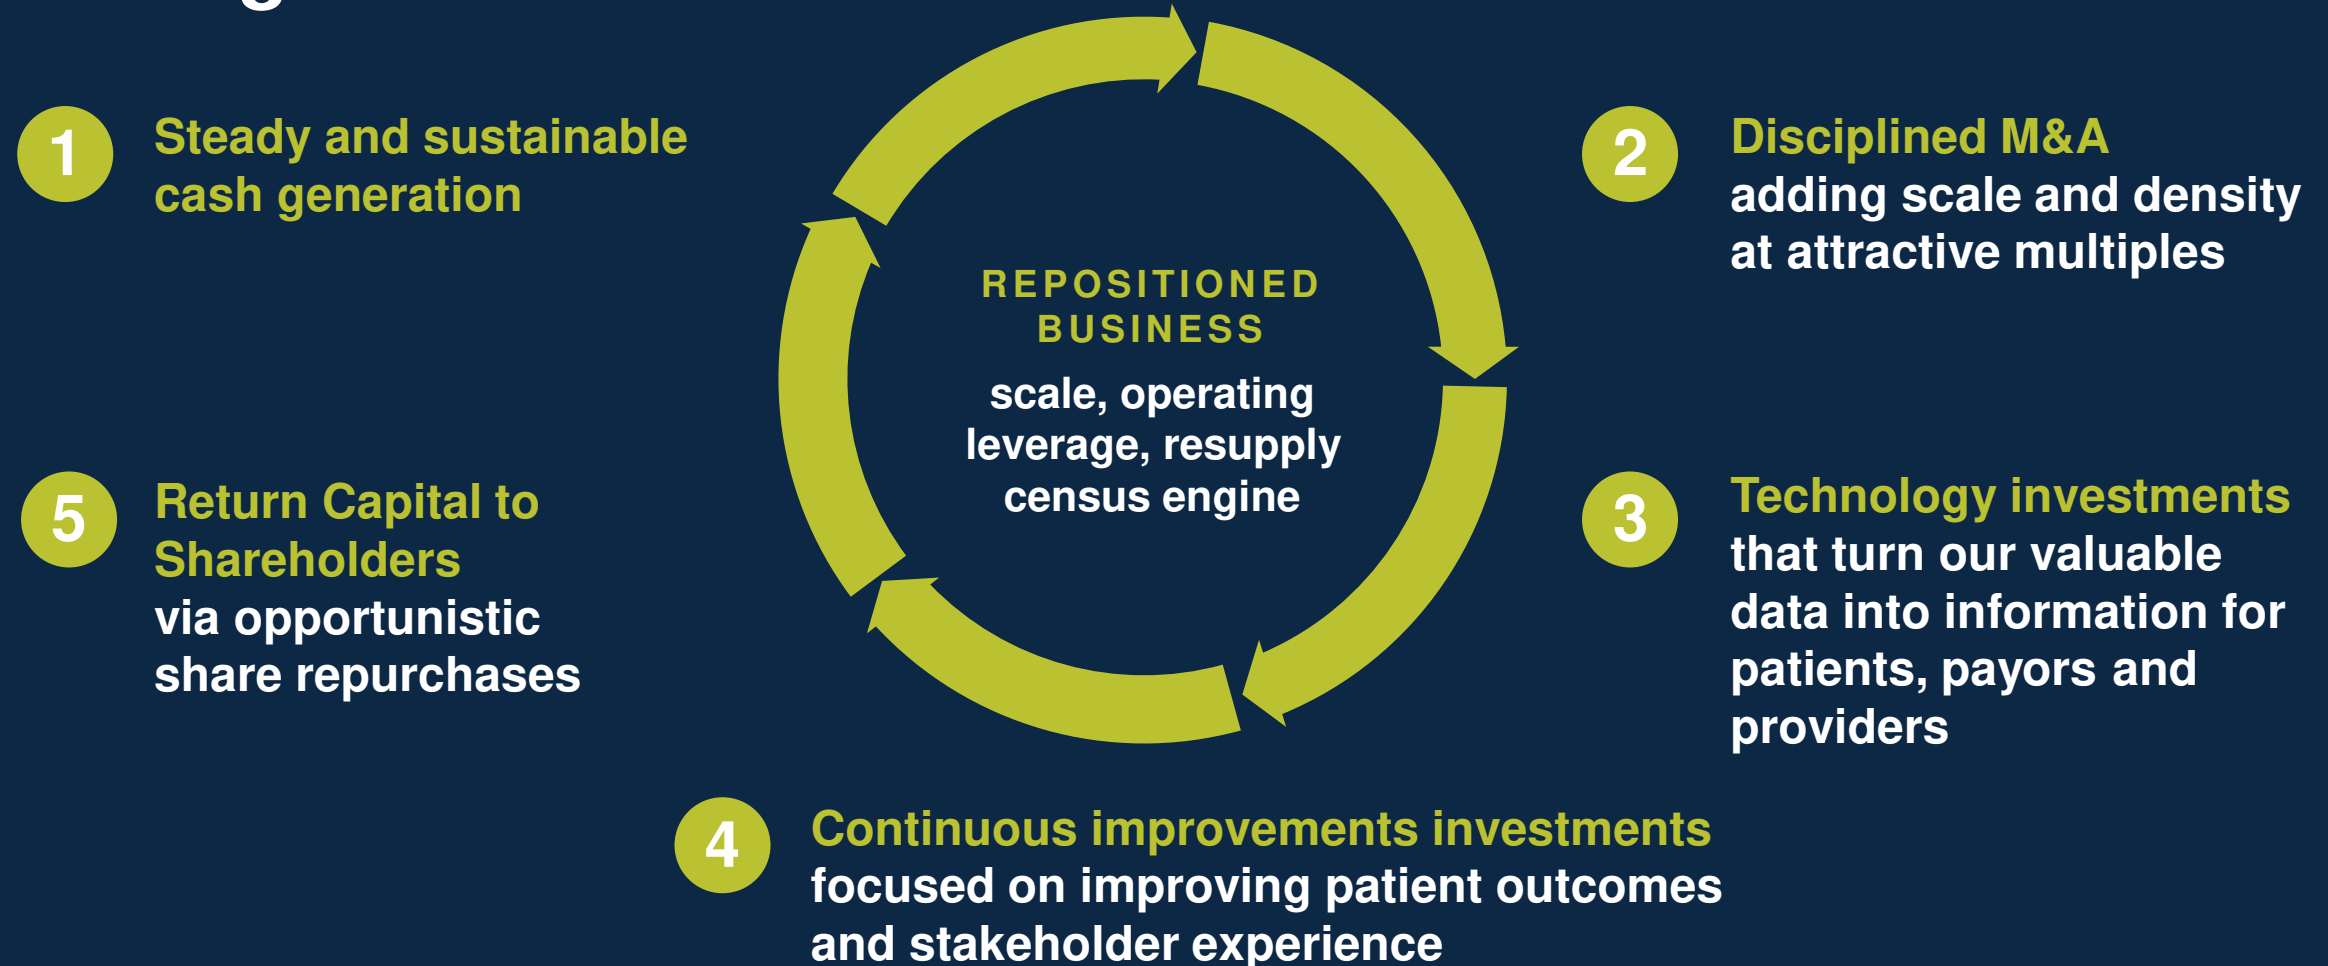 1
Steady and sustainable
cash generation
2
Disciplined M&A
adding scale and density
at attractive multiples
REPOSITIONED
BUSINESS
scale, operating
leverage, resupply
census engine
3
Technology investments
that turn our valuable
data into information for
patients, payors and
providers
4
Continuous improvements investments
focused on improving patient outcomes
and stakeholder experience
5
Return Capital to
Shareholders
via opportunistic
share repurchases